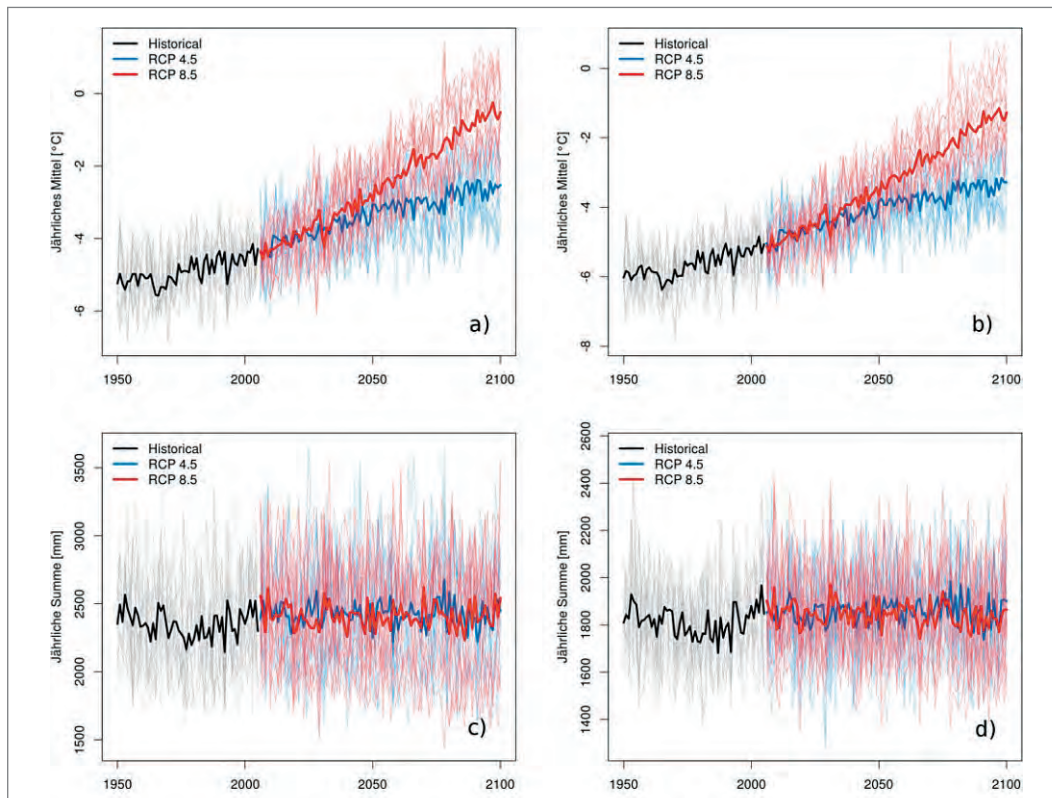 Historical
RCP 4.5
RCP 8.5
Jährliches Mittel [°C]
0
-2
-4
-6
a)
1950 2000 2050 2100
Historical
RCP 4.5
RCP 8.5
Jährliches Mittel [°C]
0
-2
-4
-6
-8
b)
1950 2000 2050 2100
Historical
RCP 4.5
RCP 8.5
Jährliche Summe [mm]
3500
3000
2500
2000
1500
c)
1950 2000 2050 2100
Historical
RCP 4.5
RCP 8.5
Jährliche Summe [mm]
2600
2400
2200
2000
1800
1600
1400
d)
1950 2000 2050 2100